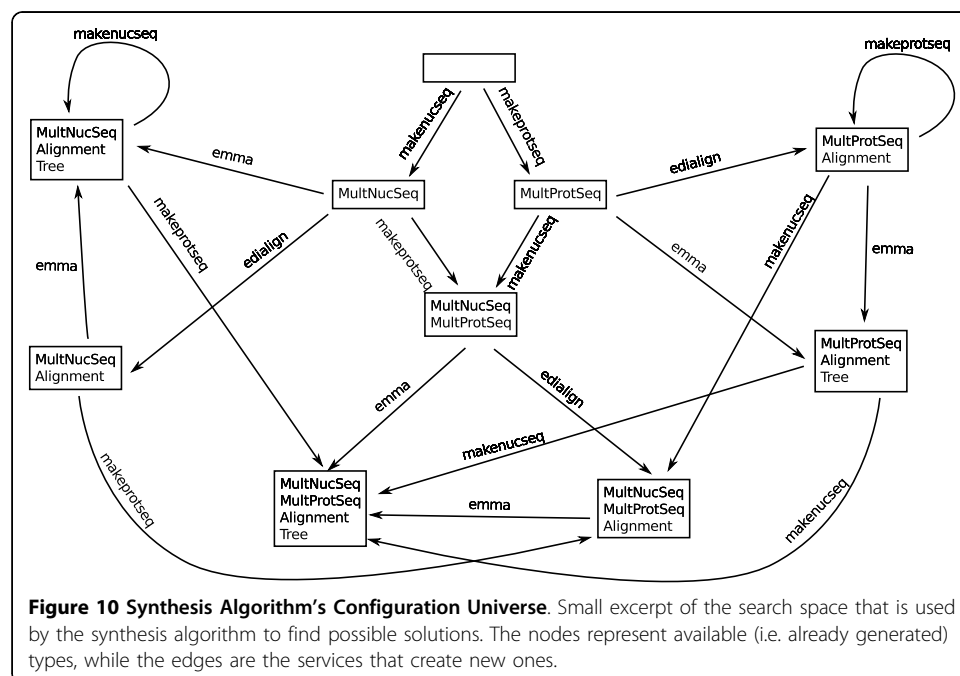 makenucseq
makeprotseq
makenucseq
makeprotseq
MultNucSeq
Alignment
Tree
emma
edialign
MultProtSeq
Alignment
MultNucSeq
MultProtSeq
makeprotseq
edialign
makeprotseq
makenucseq
emma
makenucseq
emma
emma
MultNucSeq
MultProtSeq
MultNucSeq
Alignment
MultProtSeq
Alignment
Tree
emma
edialign
makenucseq
makeprotseq
MultNucSeq
MultProtSeq
Alignment
Tree
emma
MultNucSeq
MultProtSeq
Alignment
makenucseq
Figure 10 Synthesis Algorithm's Configuration Universe. Small excerpt of the search space that is used
by the synthesis algorithm to find possible solutions. The nodes represent available (i.e. already generated)
types, while the edges are the services that create new ones.